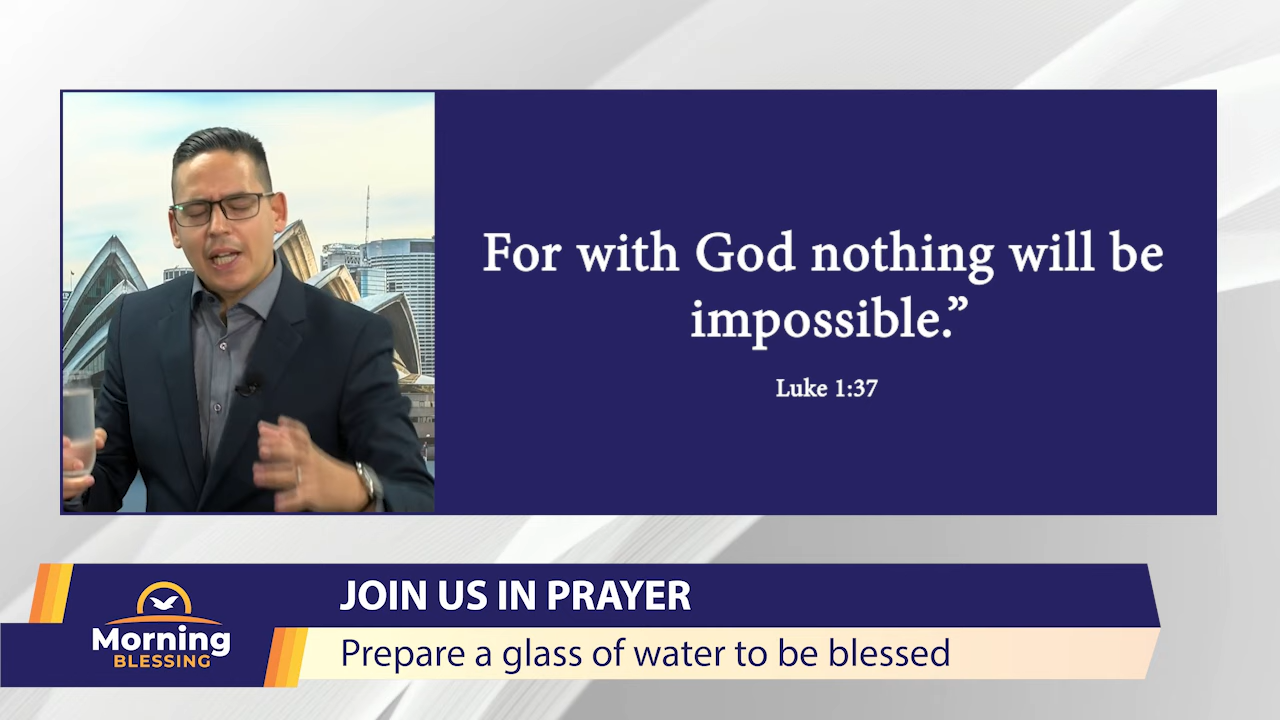 For with God nothing will be
impossible.”
Luke 1:37
JOIN US IN PRAYER
Morning
BLESSING
Prepare a glass of water to be blessed